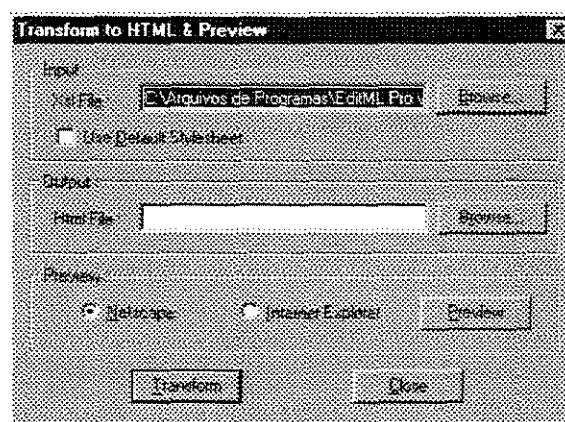 Transform to HTML & Preview
Input
Xsl File C:\Arquivos de Programas\EditML Pro v Browse...
Use Default Stylesheet
Output
Html File Browse...
Preview
Netscape Internet Explorer Preview
Transform Close